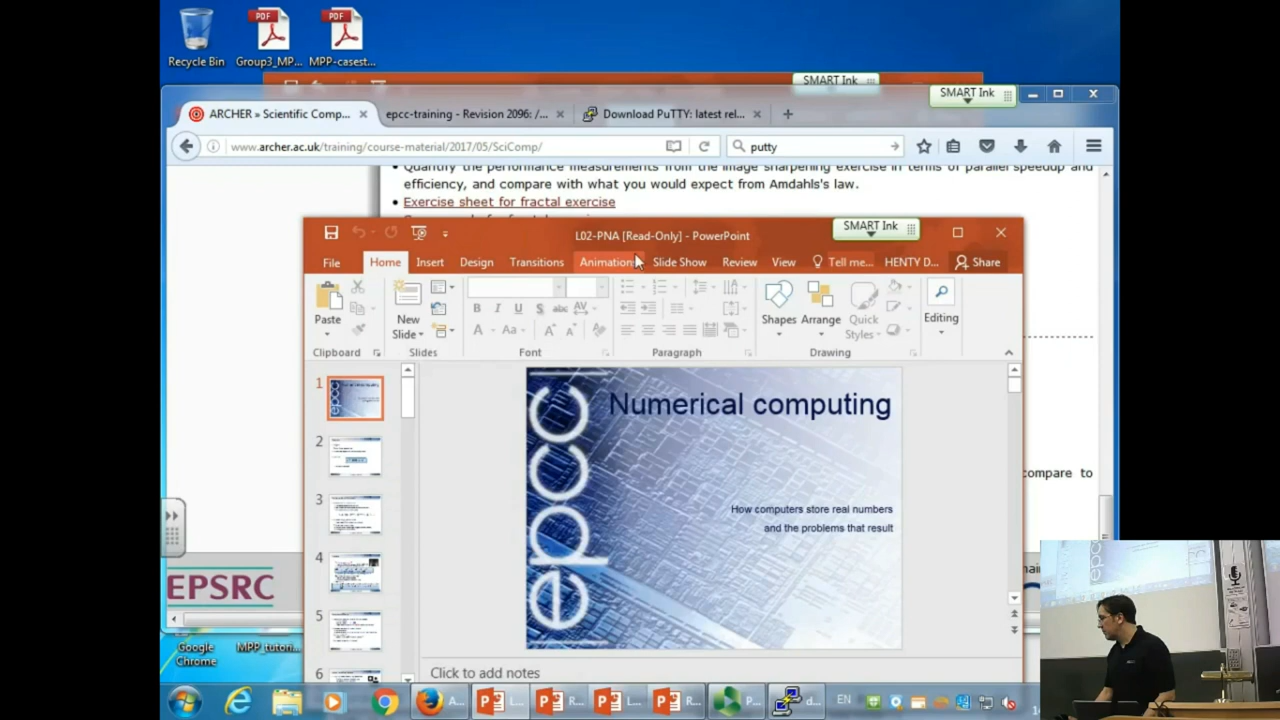 Recycle Bin
Group3_MP...
MPP-casest...
SMART Ink
SMART Ink
ARCHER » Scientific Comp...
epcc-training - Revision 2096: /...
Download PuTTY: latest rel...
www.archer.ac.uk/training/course-material/2017/05/SciComp/
putty
Quantify the performance measurements from the image sharpening exercise in terms of parallel speedup and
efficiency, and compare with what you would expect from Amdahls's law.
Exercise sheet for fractal exercise
L02-PNA [Read-Only] - PowerPoint
SMART Ink
File
Home
Insert
Design
Transitions
Animations
Slide Show
Review
View
Tell me...
HENTY D...
Share
Paste
New
Slide
Shapes
Arrange
Quick
Styles
Editing
Clipboard
Slides
Font
Paragraph
Drawing
1
2
3
4
5
6
epcc
Numerical computing
How computers store real numbers
and the problems that result
compare to
EPSRC
Click to add notes
Google
Chrome
MPP_tutori...
EN